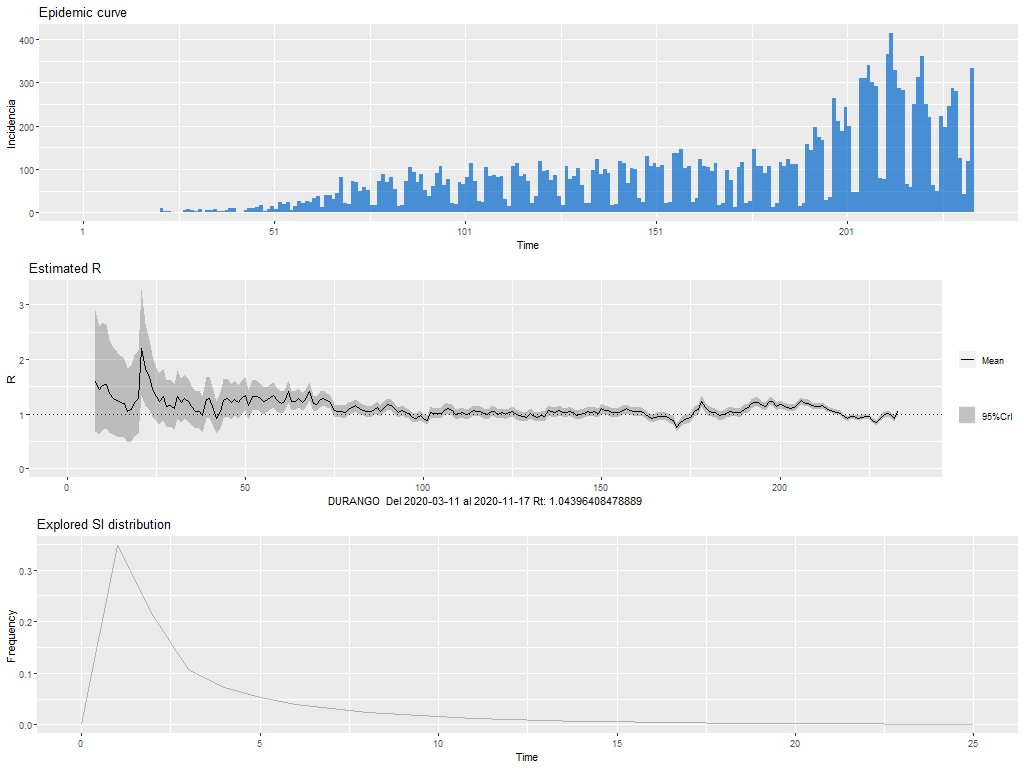 Epidemic curve
400
300
200
100
0
Incidencia
1
51
101
151
201
Time
Estimated R
3
2
1
0
R
Mean
95%CrI
0
50
100
150
200
DURANGO Del 2020-03-11 al 2020-11-17 Rt: 1.04396408478889
Explored SI distribution
0.3
0.2
0.1
0.0
Frequency
0
5
10
15
20
25
Time